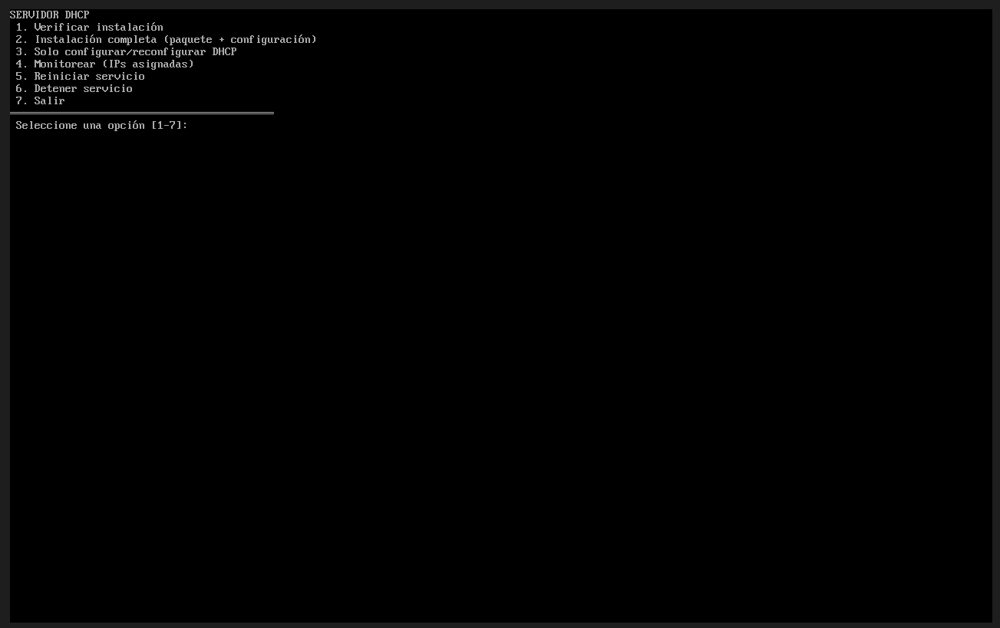 SERVIDOR DHCP
1. Verificar instalación
2. Instalación completa (paquete + configuración)
3. Solo configurar/reconfigurar DHCP
4. Monitorear (IPs asignadas)
5. Reiniciar servicio
6. Detener servicio
7. Salir
Seleccione una opción [1-7]: